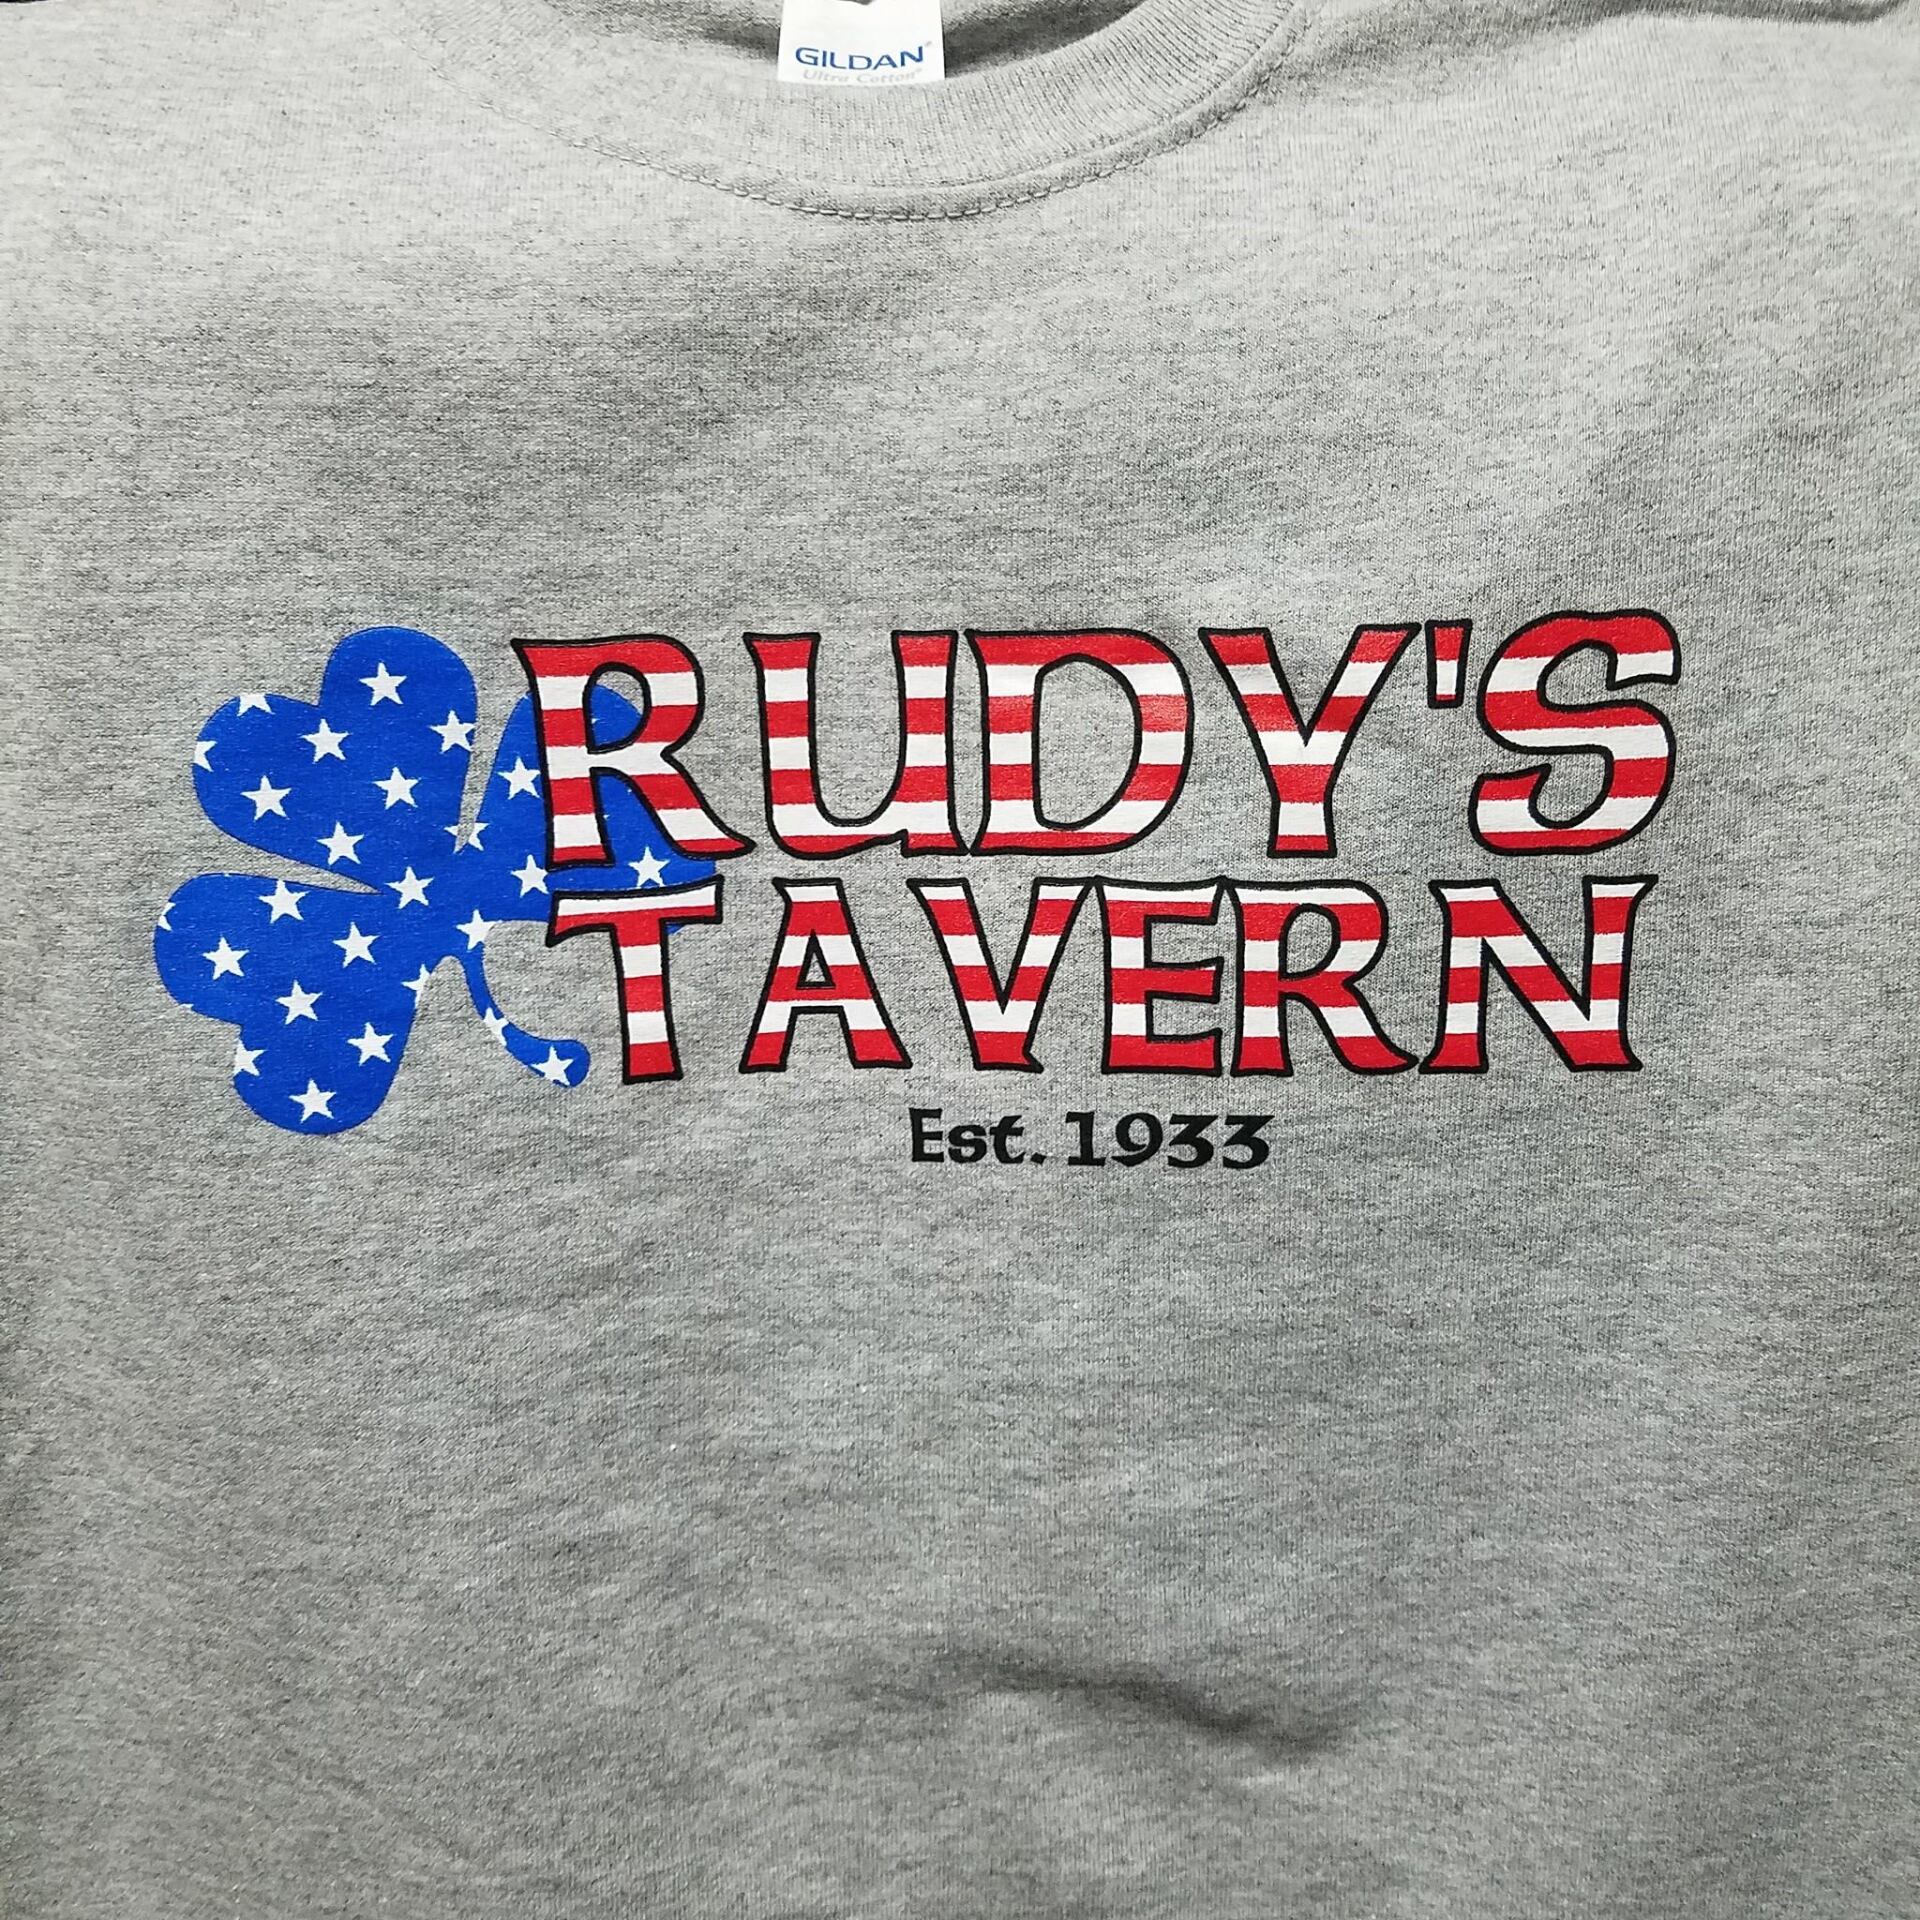 GILDAN®
Ultra Cotton®
RUDY'S
TAVERN
Est. 1933